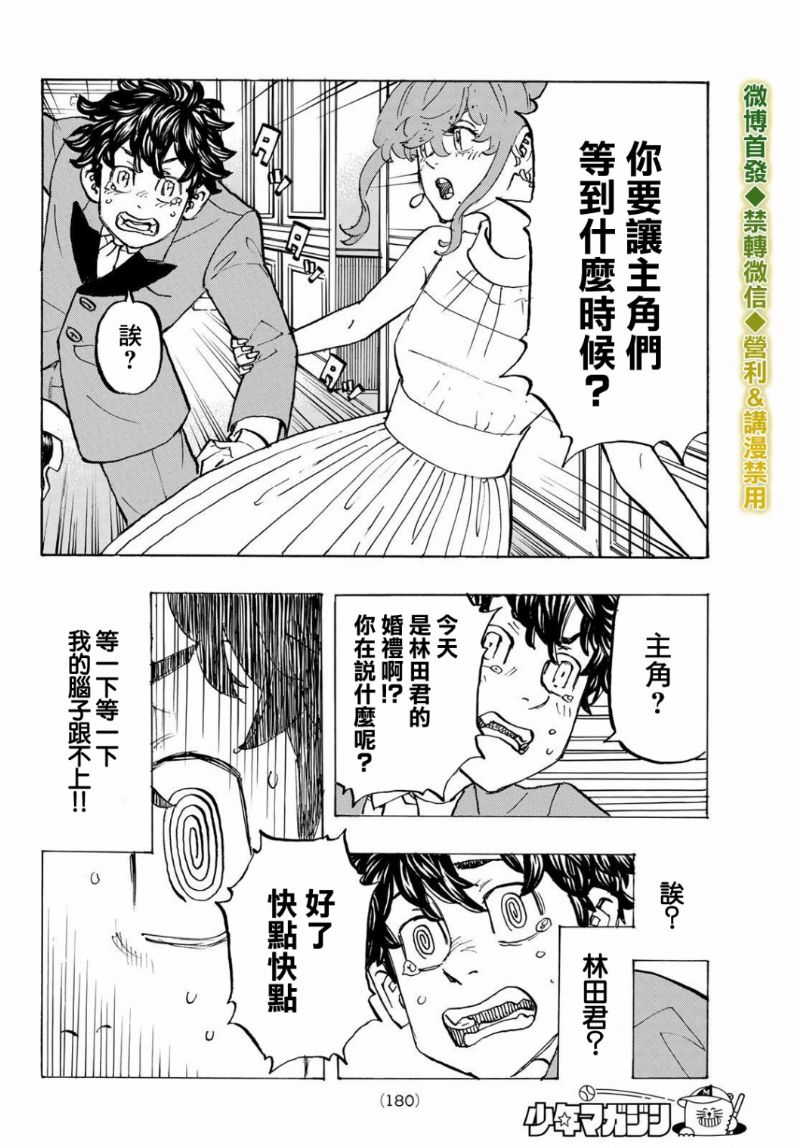 微博首發◆禁轉微信◆營利&講漫禁用
你要讓主角們
等到什麼時候?
誒?
主角?
今天
是林田君的
婚禮啊!?
你在説什麼呢?
等一下等一下
我的腦子跟不上!!
誒?
林田君?
好了
快點快點
(180)
少年マガジン